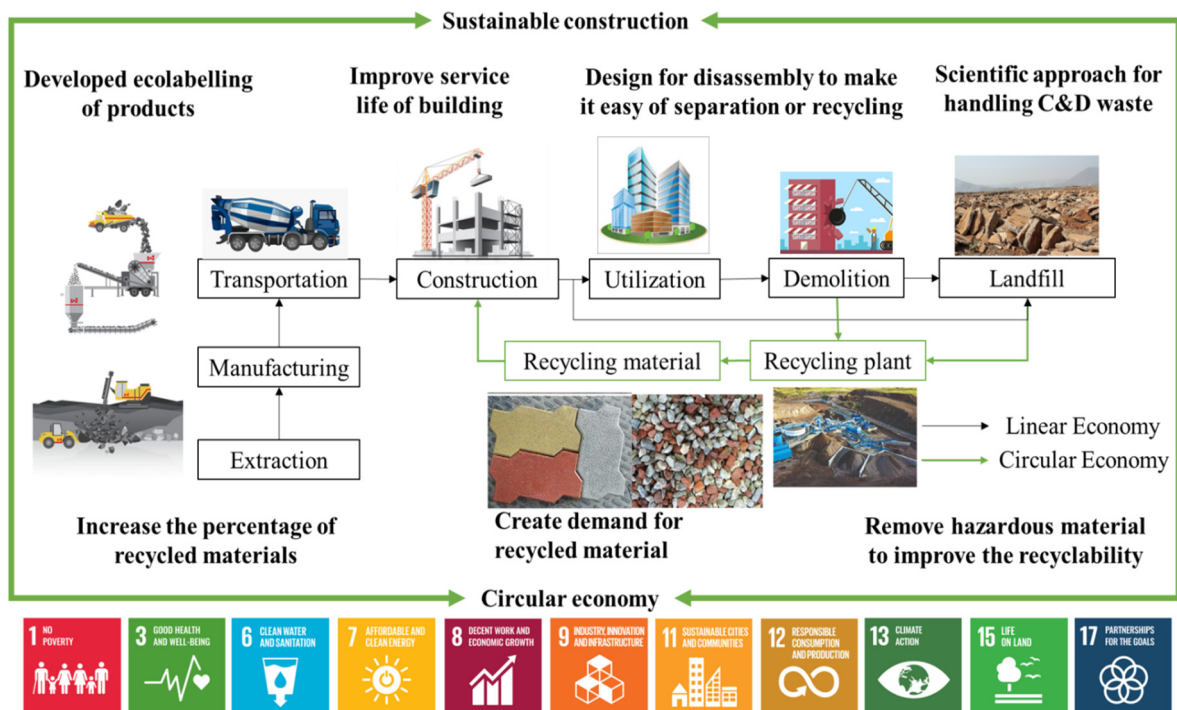 Sustainable construction
Developed ecolabelling
of products
Improve service
life of building
Design for disassembly to make
it easy of separation or recycling
Scientific approach for
handling C&D waste
Transportation
Construction
Utilization
Demolition
Landfill
Manufacturing
Recycling material
Recycling plant
Extraction
Linear Economy
Circular Economy
Increase the percentage of
recycled materials
Create demand for
recycled material
Remove hazardous material
to improve the recyclability
Circular economy
1 NO
POVERTY
3 GOOD HEALTH
AND WELL-BEING
6 CLEAN WATER
AND SANITATION
7 AFFORDABLE AND
CLEAN ENERGY
8 DECENT WORK AND
ECONOMIC GROWTH
9 INDUSTRY, INNOVATION
AND INFRASTRUCTURE
11 SUSTAINABLE CITIES
AND COMMUNITIES
12 RESPONSIBLE
CONSUMPTION
AND PRODUCTION
13 CLIMATE
ACTION
15 LIFE
ON LAND
17 PARTNERSHIPS
FOR THE GOALS